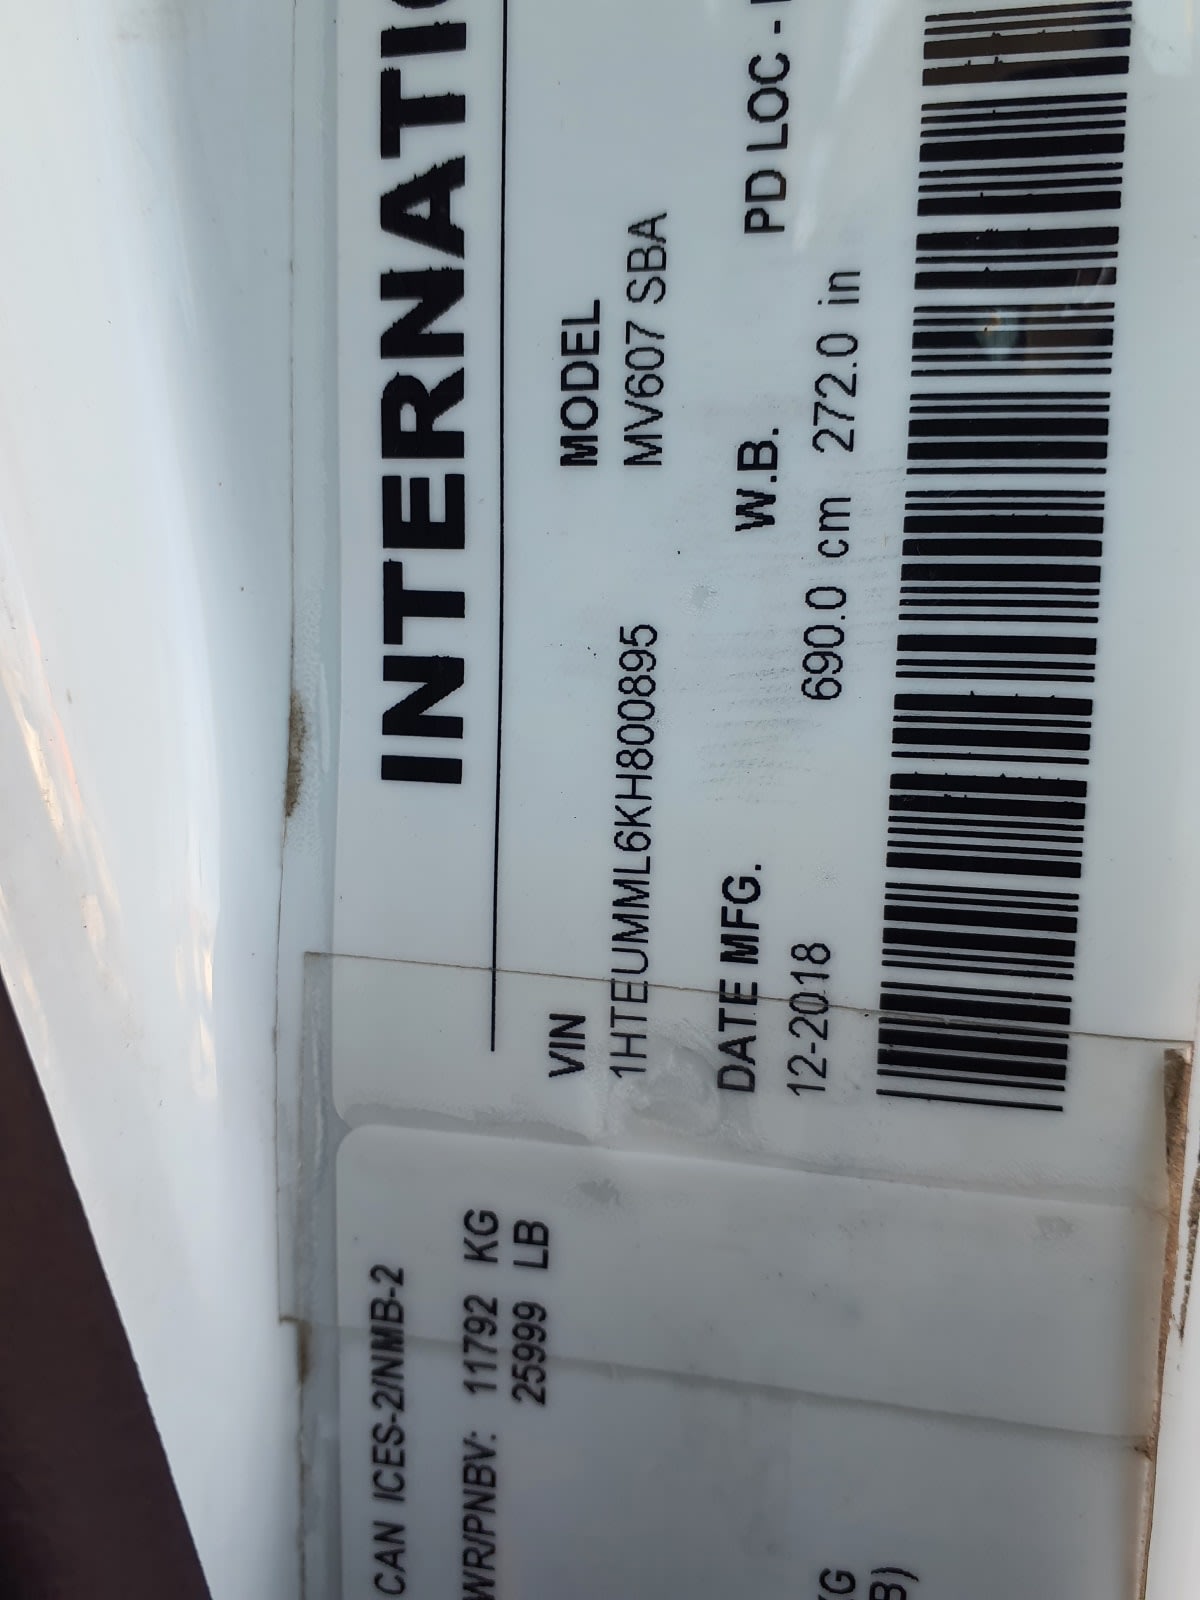 INTERNATIO
VIN MODEL
1HTEUMML6KH800895 MV607 SBA
DATE MFG. W.B. PD LOC -
12-2018 690.0 cm 272.0 in
CAN ICES-2/NMB-2
WR/PNBV: 11792 KG
25999 LB
KG
B)